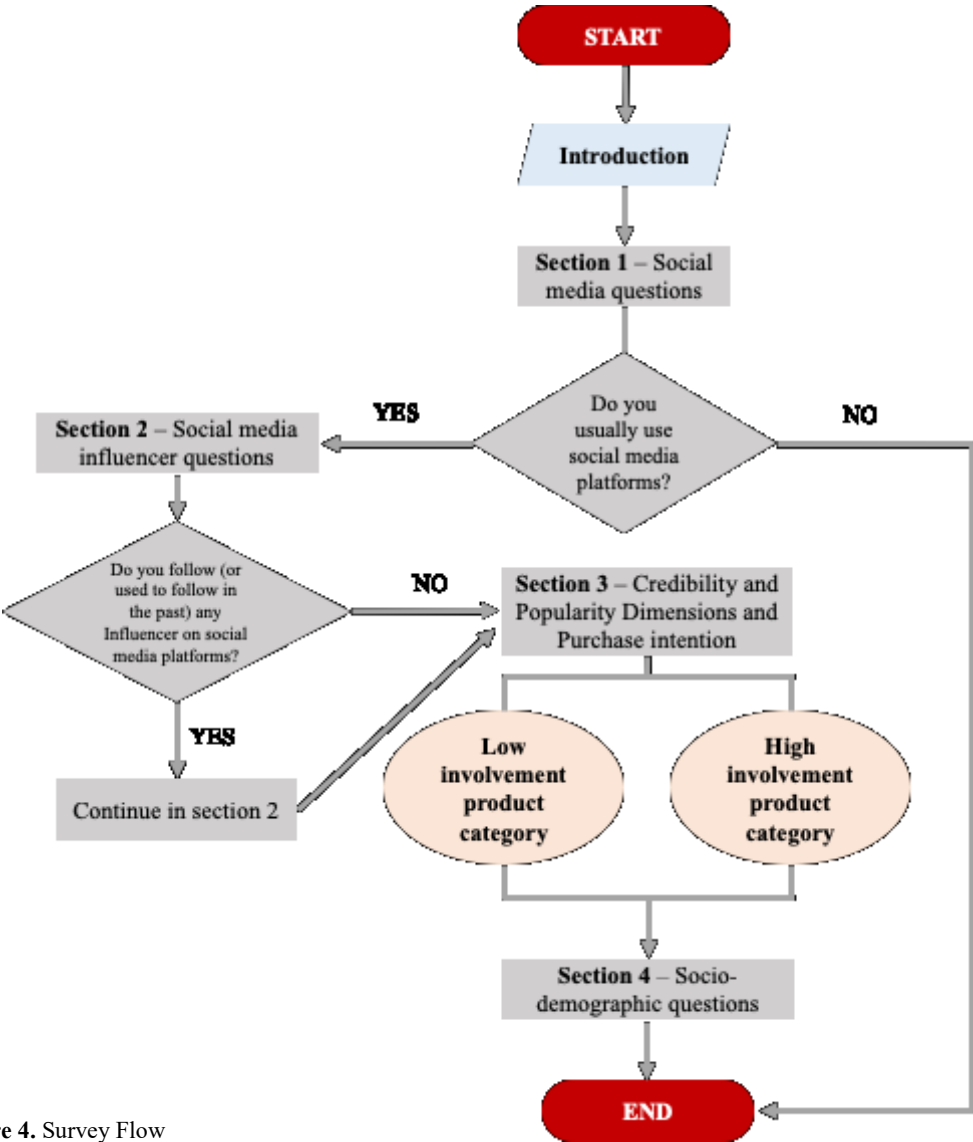 START
Introduction
Section 1 – Social
media questions
Do you
usually use
social media
platforms?
YES
NO
Section 2 – Social media
influencer questions
Do you follow (or
used to follow in
the past) any
Influencer on social
media platforms?
NO
YES
Continue in section 2
Section 3 – Credibility and
Popularity Dimensions and
Purchase intention
Low
involvement
product
category
High
involvement
product
category
Section 4 – Socio-
demographic questions
END
re 4. Survey Flow